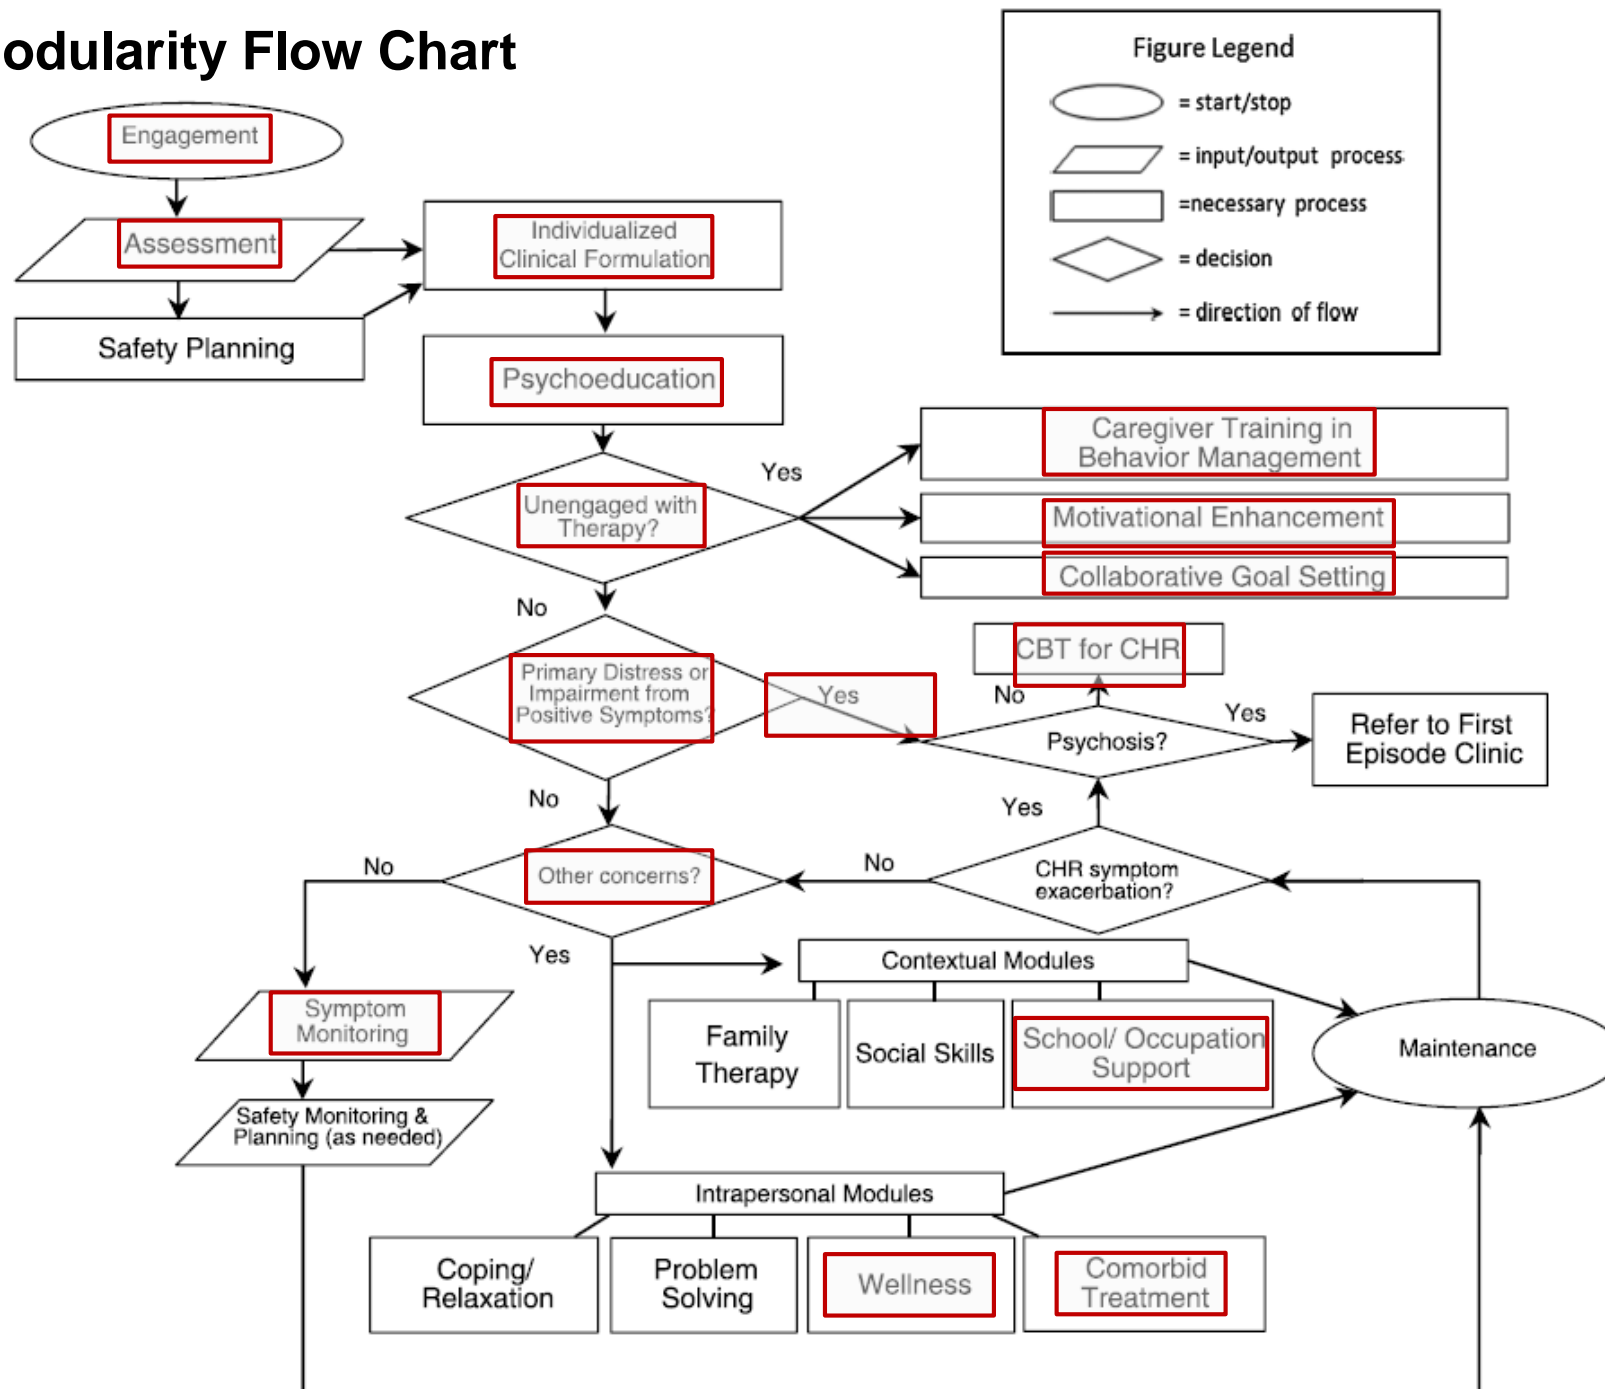 odularity Flow Chart
Figure Legend
= start/stop
= input/output process
=necessary process
= decision
= direction of flow
Engagement
Assessment
Safety Planning
Individualized
Clinical Formulation
Psychoeducation
Unengaged with
Therapy?
Yes
Caregiver Training in
Behavior Management
Motivational Enhancement
Collaborative Goal Setting
No
Primary Distress or
Impairment from
Positive Symptoms?
Yes
CBT for CHR
No
Psychosis?
Yes
Refer to First
Episode Clinic
No
Yes
Other concerns?
No
CHR symptom
exacerbation?
No
Yes
Symptom
Monitoring
Safety Monitoring &
Planning (as needed)
Contextual Modules
Family
Therapy
Social Skills
School/ Occupation
Support
Maintenance
Intrapersonal Modules
Coping/
Relaxation
Problem
Solving
Wellness
Comorbid
Treatment